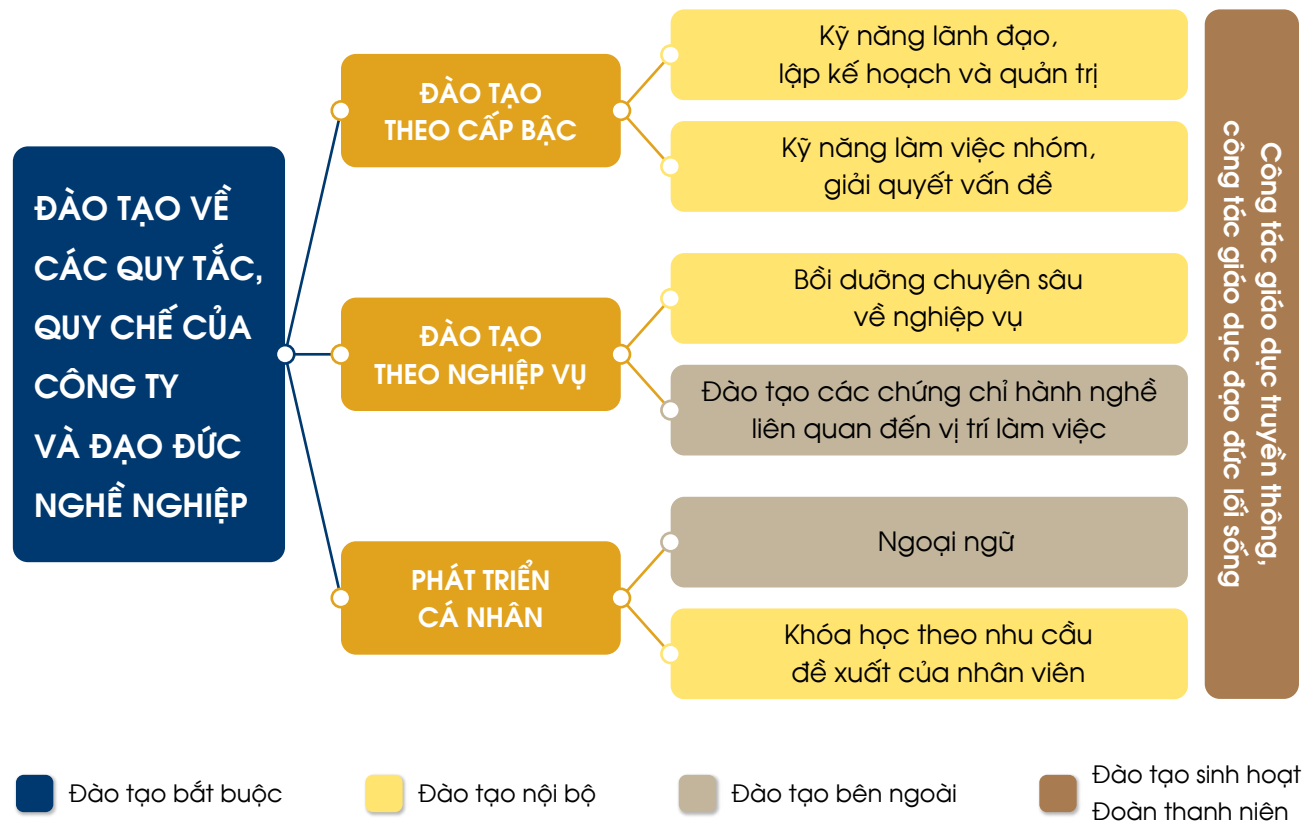 ĐÀO TẠO VỀ
CÁC QUY TẮC,
QUY CHẾ CỦA
CÔNG TY
VÀ ĐẠO ĐỨC
NGHỀ NGHIỆP
ĐÀO TẠO
THEO CẤP BẬC
Kỹ năng lãnh đạo,
lập kế hoạch và quản trị
Kỹ năng làm việc nhóm,
giải quyết vấn đề
ĐÀO TẠO
THEO NGHIỆP VỤ
Bồi dưỡng chuyên sâu
về nghiệp vụ
Đào tạo các chứng chỉ hành nghề
liên quan đến vị trí làm việc
PHÁT TRIỂN
CÁ NHÂN
Ngoại ngữ
Khóa học theo nhu cầu
đề xuất của nhân viên
Công tác giáo dục truyền thông,
công tác giáo dục đạo đức lối sống
Đào tạo bắt buộc
Đào tạo nội bộ
Đào tạo bên ngoài
Đào tạo sinh hoạt
Đoàn thanh niên